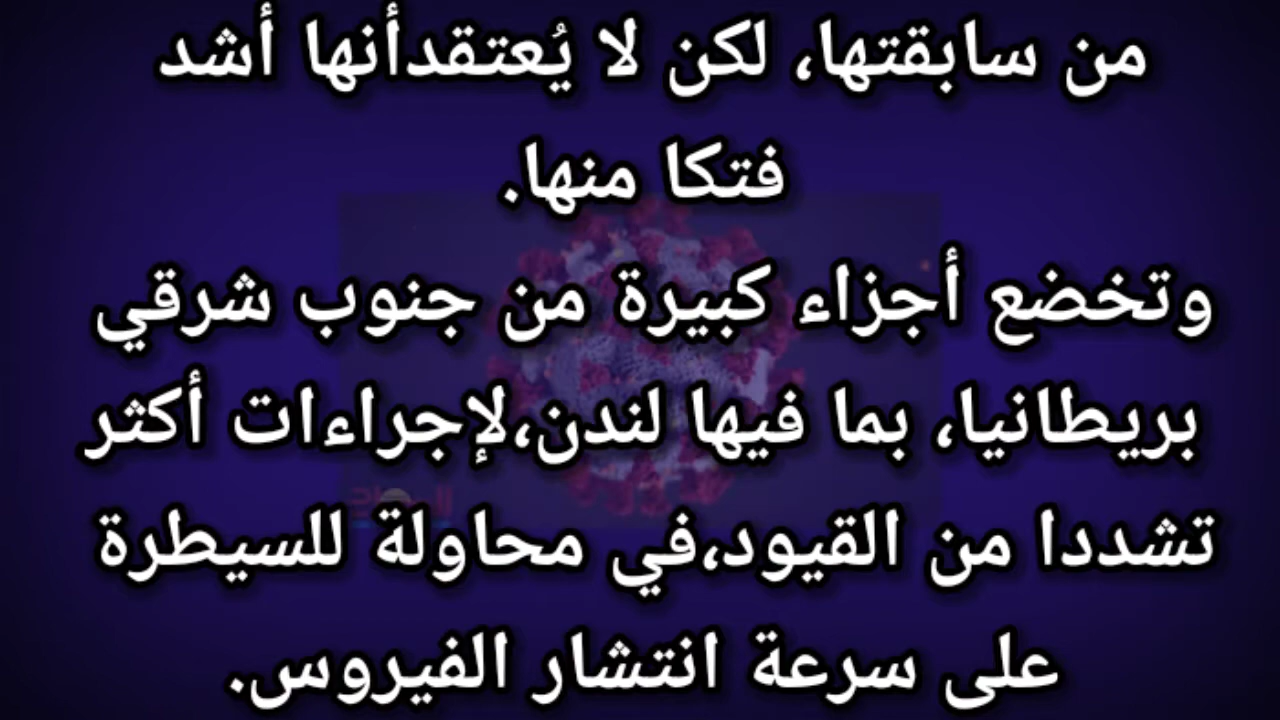 من سابقتها، لكن لا يُعتقدأنها أشد
فتكا منها.
وتخضع أجزاء كبيرة من جنوب شرقي
بريطانيا، بما فيها لندن،لإجراءات أكثر
تشددا من القيود،في محاولة للسيطرة
على سرعة انتشار الفيروس.